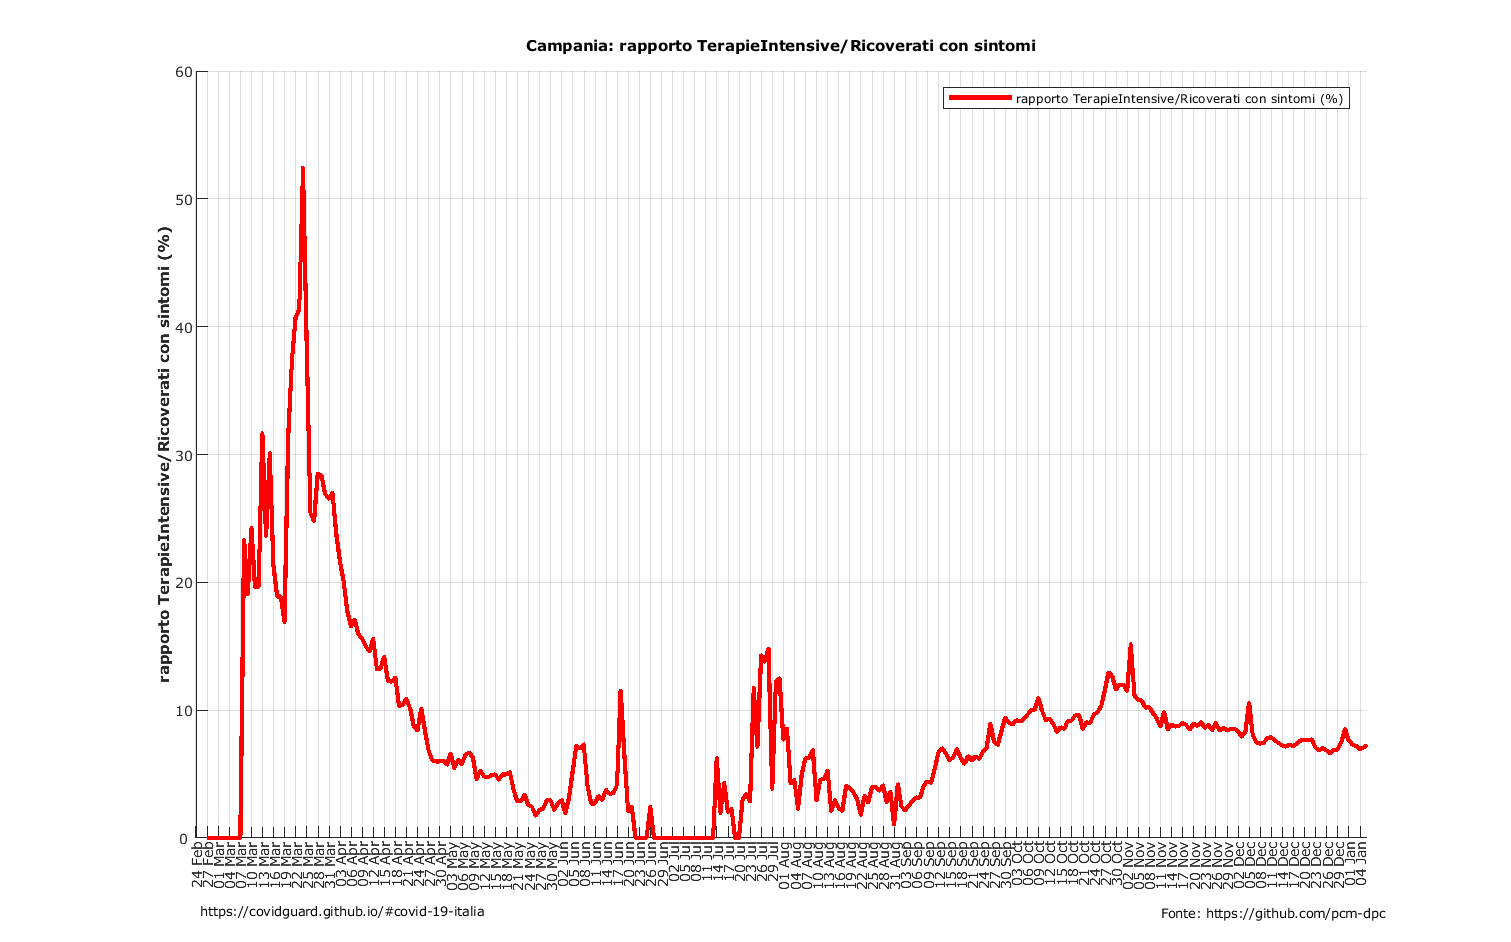 Campania: rapporto TerapieIntensive/Ricoverati con sintomi
rapporto TerapieIntensive/Ricoverati con sintomi (%)
rapporto TerapieIntensive/Ricoverati con sintomi (%)
60
50
40
30
20
10
0
24 Feb
27 Feb
01 Mar
04 Mar
07 Mar
10 Mar
13 Mar
16 Mar
19 Mar
22 Mar
25 Mar
28 Mar
31 Mar
03 Apr
06 Apr
09 Apr
12 Apr
15 Apr
18 Apr
21 Apr
24 Apr
27 Apr
30 Apr
03 May
06 May
09 May
12 May
15 May
18 May
21 May
24 May
27 May
30 May
02 Jun
05 Jun
08 Jun
11 Jun
14 Jun
17 Jun
20 Jun
23 Jun
26 Jun
29 Jun
02 Jul
05 Jul
08 Jul
11 Jul
14 Jul
17 Jul
20 Jul
23 Jul
26 Jul
29 Jul
01 Aug
04 Aug
07 Aug
10 Aug
13 Aug
16 Aug
19 Aug
22 Aug
25 Aug
28 Aug
31 Aug
03 Sep
06 Sep
09 Sep
12 Sep
15 Sep
18 Sep
21 Sep
24 Sep
27 Sep
30 Sep
03 Oct
06 Oct
09 Oct
12 Oct
15 Oct
18 Oct
21 Oct
24 Oct
27 Oct
30 Oct
02 Nov
05 Nov
08 Nov
11 Nov
14 Nov
17 Nov
20 Nov
23 Nov
26 Nov
29 Nov
02 Dec
05 Dec
08 Dec
11 Dec
14 Dec
17 Dec
20 Dec
23 Dec
26 Dec
29 Dec
01 Jan
04 Jan
https://covidguard.github.io/#covid-19-italia
Fonte: https://github.com/pcm-dpc